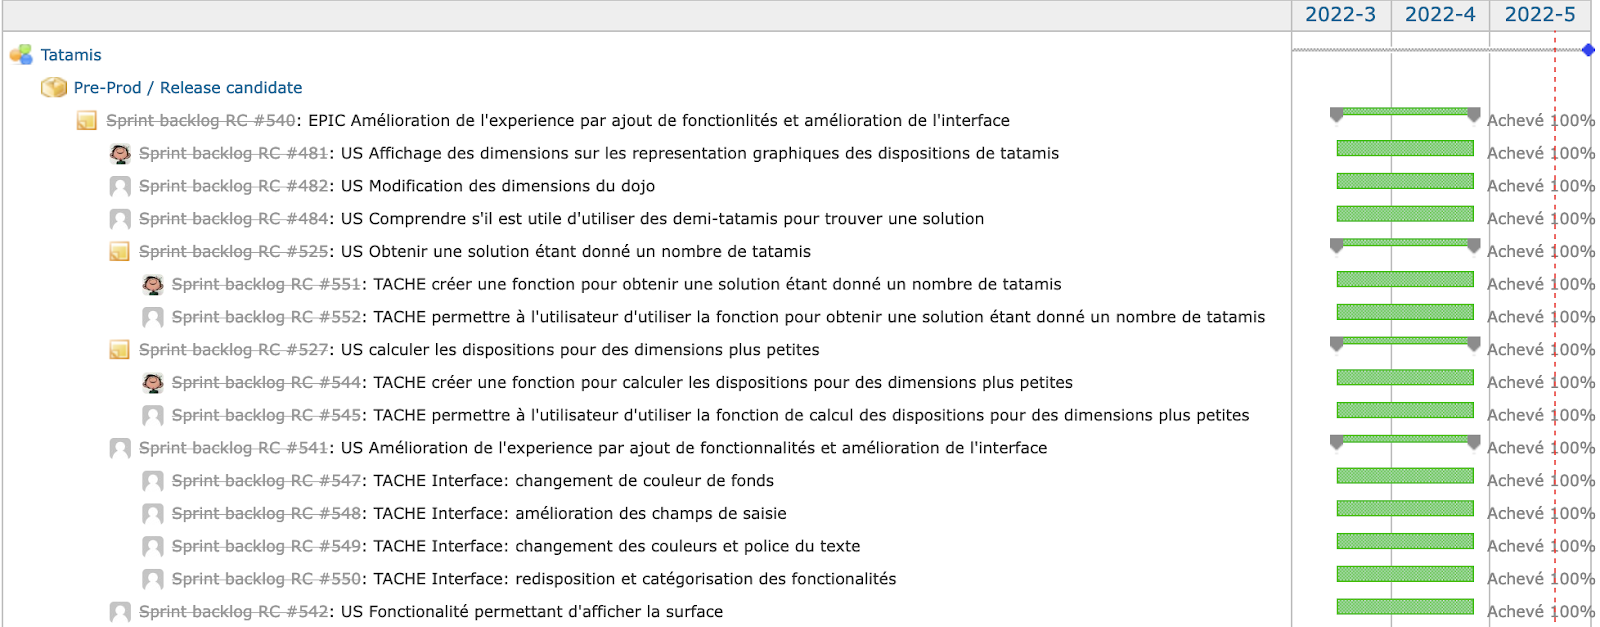 2022-3 2022-4 2022-5
Tatamis
Pre-Prod / Release candidate
Sprint backlog RC #540: EPIC Amélioration de l'experience par ajout de fonctionlités et amélioration de l'interface Achevé 100%
Sprint backlog RC #481: US Affichage des dimensions sur les representation graphiques des dispositions de tatamis Achevé 100%
Sprint backlog RC #482: US Modification des dimensions du dojo Achevé 100%
Sprint backlog RC #484: US Comprendre s'il est utile d'utiliser des demi-tatamis pour trouver une solution Achevé 100%
Sprint backlog RC #525: US Obtenir une solution étant donné un nombre de tatamis Achevé 100%
Sprint backlog RC #551: TACHE créer une fonction pour obtenir une solution étant donné un nombre de tatamis Achevé 100%
Sprint backlog RC #552: TACHE permettre à l'utilisateur d'utiliser la fonction pour obtenir une solution étant donné un nombre de tatamis Achevé 100%
Sprint backlog RC #527: US calculer les dispositions pour des dimensions plus petites Achevé 100%
Sprint backlog RC #544: TACHE créer une fonction pour calculer les dispositions pour des dimensions plus petites Achevé 100%
Sprint backlog RC #545: TACHE permettre à l'utilisateur d'utiliser la fonction de calcul des dispositions pour des dimensions plus petites Achevé 100%
Sprint backlog RC #541: US Amélioration de l'experience par ajout de fonctionnalités et amélioration de l'interface Achevé 100%
Sprint backlog RC #547: TACHE Interface: changement de couleur de fonds Achevé 100%
Sprint backlog RC #548: TACHE Interface: amélioration des champs de saisie Achevé 100%
Sprint backlog RC #549: TACHE Interface: changement des couleurs et police du texte Achevé 100%
Sprint backlog RC #550: TACHE Interface: redisposition et catégorisation des fonctionalités Achevé 100%
Sprint backlog RC #542: US Fonctionalité permettant d'afficher la surface Achevé 100%